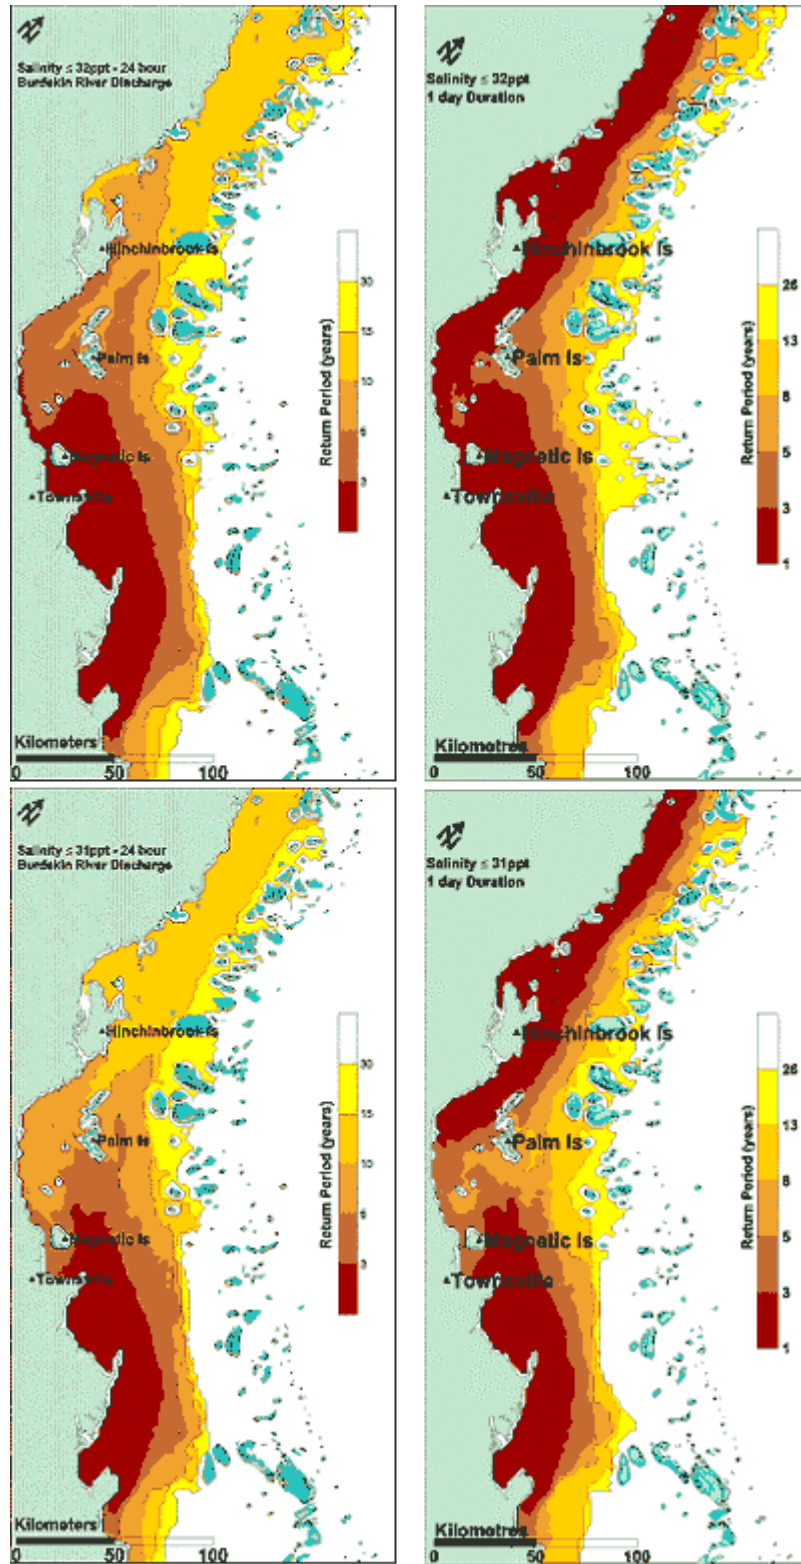 N
Salinity ≤ 32ppt - 24 hour
Burdekin River Discharge
Hinchinbrook Is
Palm Is
Magnetic Is
Townsville
Return Period (years)
30
15
10
Kilometers
0 50 100
N
Salinity ≤ 32ppt
1 day Duration
Hinchinbrook Is
Palm Is
Magnetic Is
Townsville
Return Period (years)
26
13
8
5
3
1
Kilometres
0 50 100
N
Salinity ≤ 31ppt - 24 hour
Burdekin River Discharge
Hinchinbrook Is
Palm Is
Magnetic Is
Townsville
Return Period (years)
30
15
10
Kilometers
0 50 100
N
Salinity ≤ 31ppt
1 day Duration
Hinchinbrook Is
Palm Is
Magnetic Is
Townsville
Return Period (years)
26
13
8
5
3
1
Kilometres
0 50 100